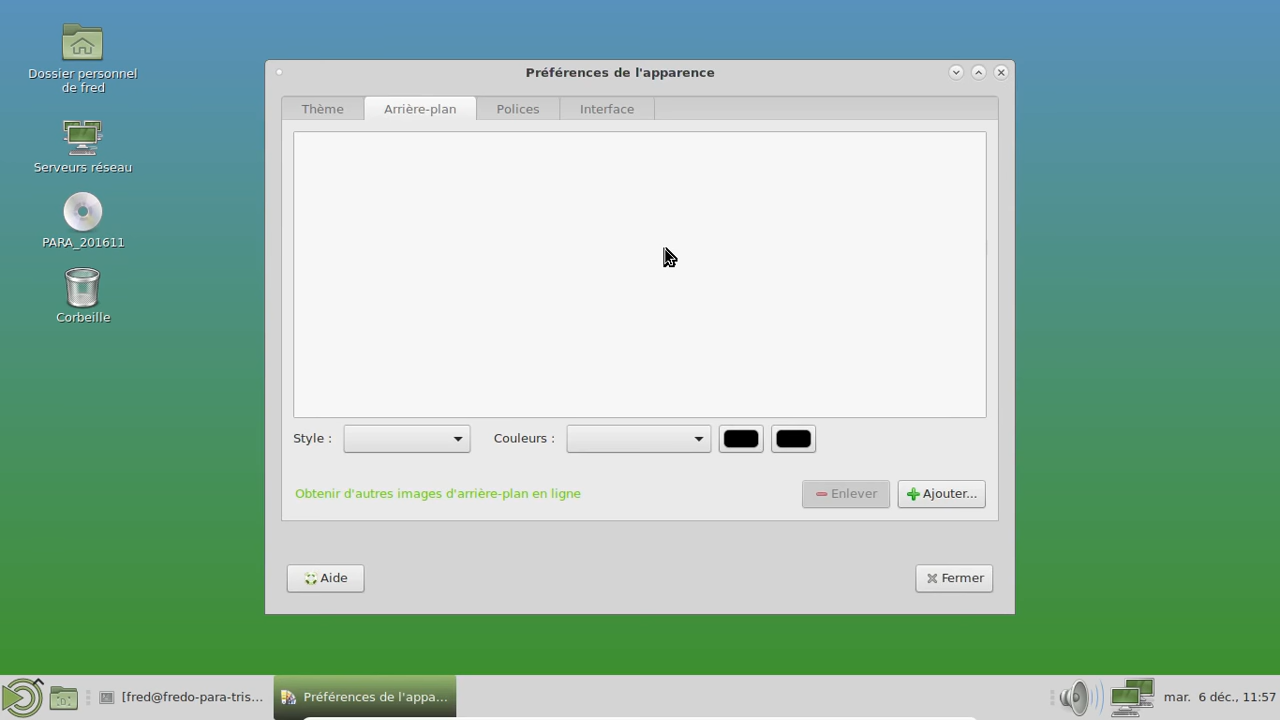 Dossier personnel
de fred
Serveurs réseau
PARA_201611
Corbeille
Préférences de l'apparence
Thème
Arrière-plan
Polices
Interface
Style :
Couleurs :
Obtenir d'autres images d'arrière-plan en ligne
Enlever
Ajouter...
Aide
Fermer
[fred@fredo-para-tris...
Préférences de l'appa...
mar. 6 déc., 11:57